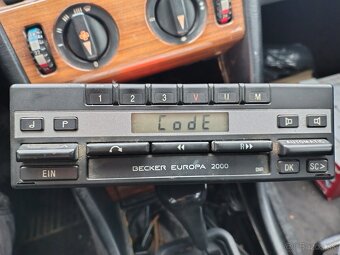 1 2 3 V U M
CodE
P
R
BECKER EUROPA 2000
EIN
DK SC>